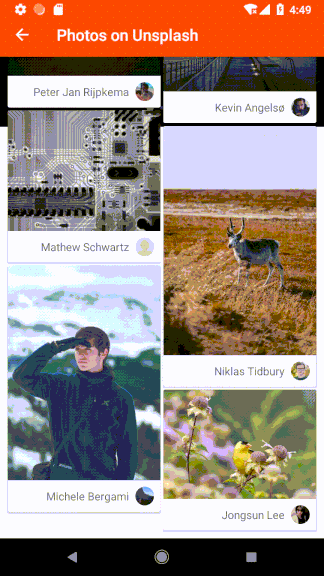 4:49
Photos on Unsplash
Peter Jan Rijpkema
Kevin Angelsø
Mathew Schwartz
Niklas Tidbury
Michele Bergami
Jongsun Lee